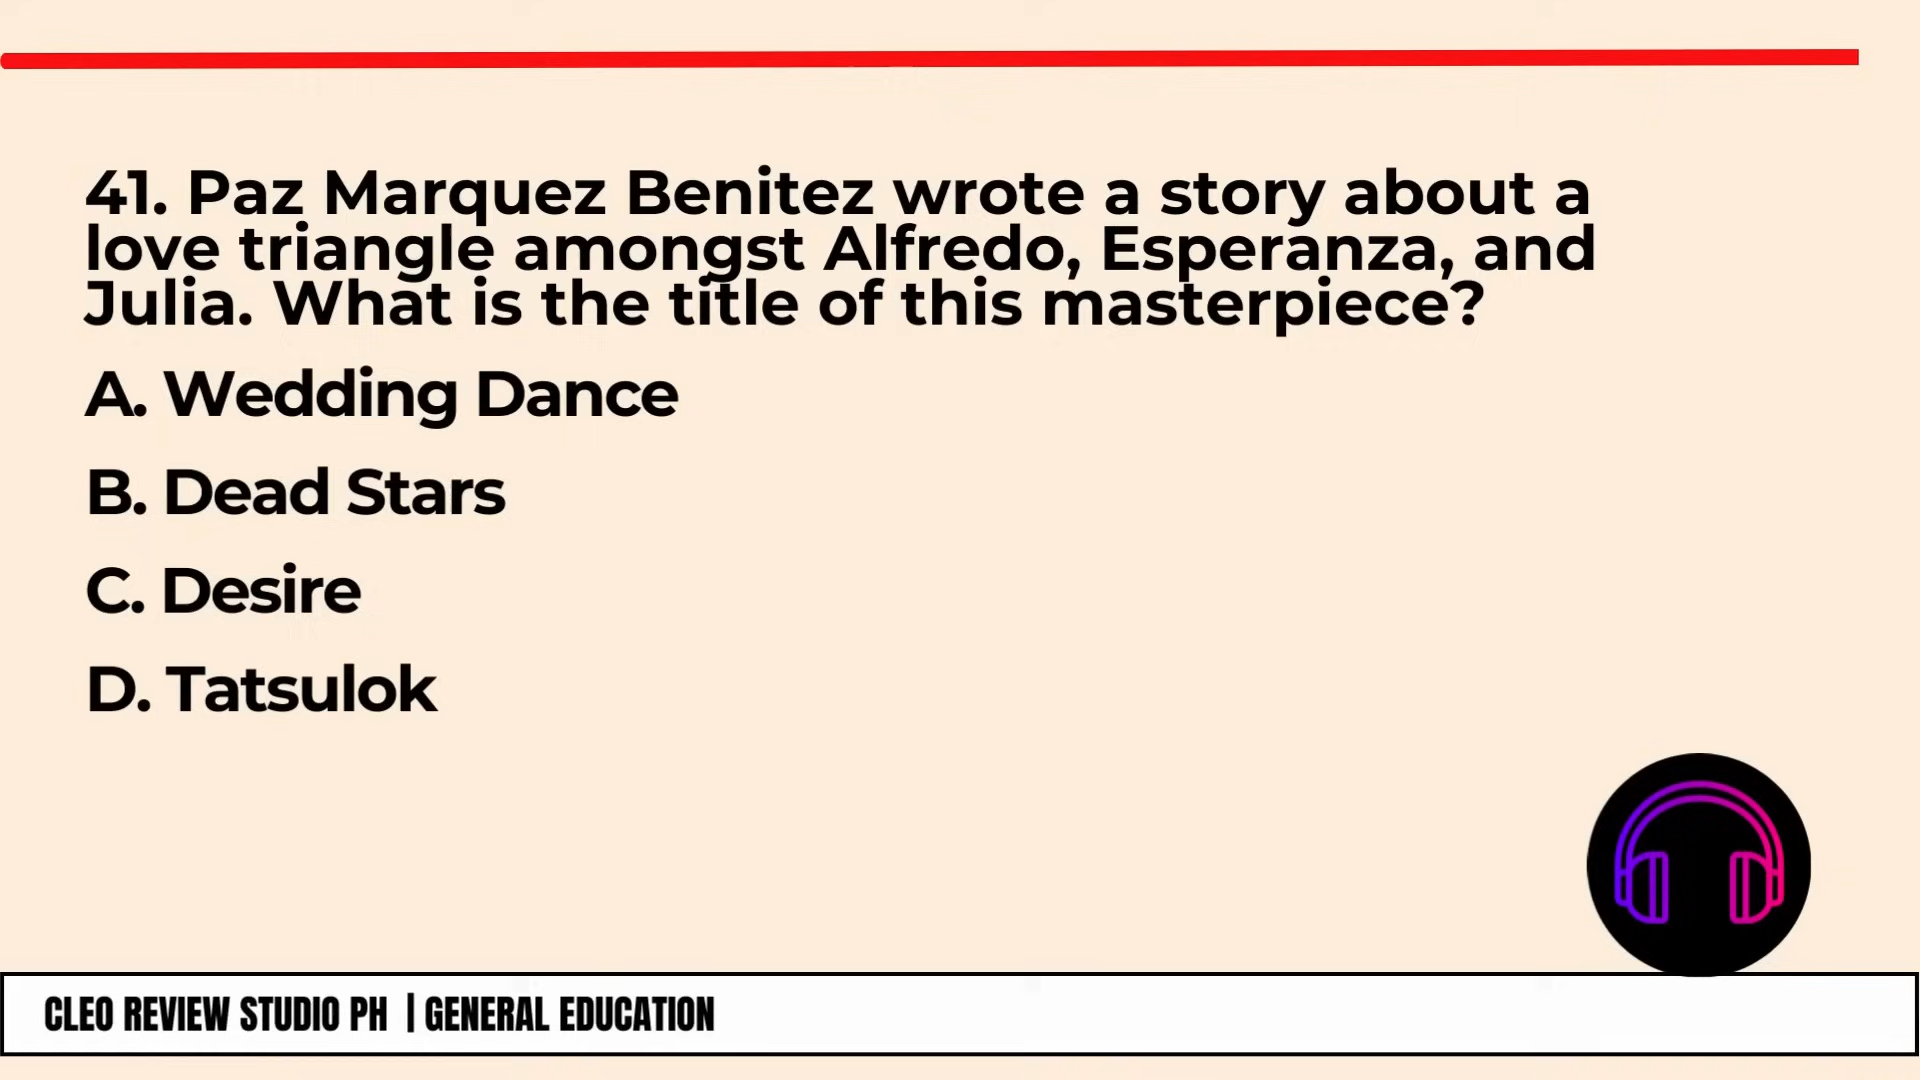 41. Paz Marquez Benitez wrote a story about a
love triangle amongst Alfredo, Esperanza, and
Julia. What is the title of this masterpiece?
A. Wedding Dance
B. Dead Stars
C. Desire
D. Tatsulok
CLEO REVIEW STUDIO PH | GENERAL EDUCATION